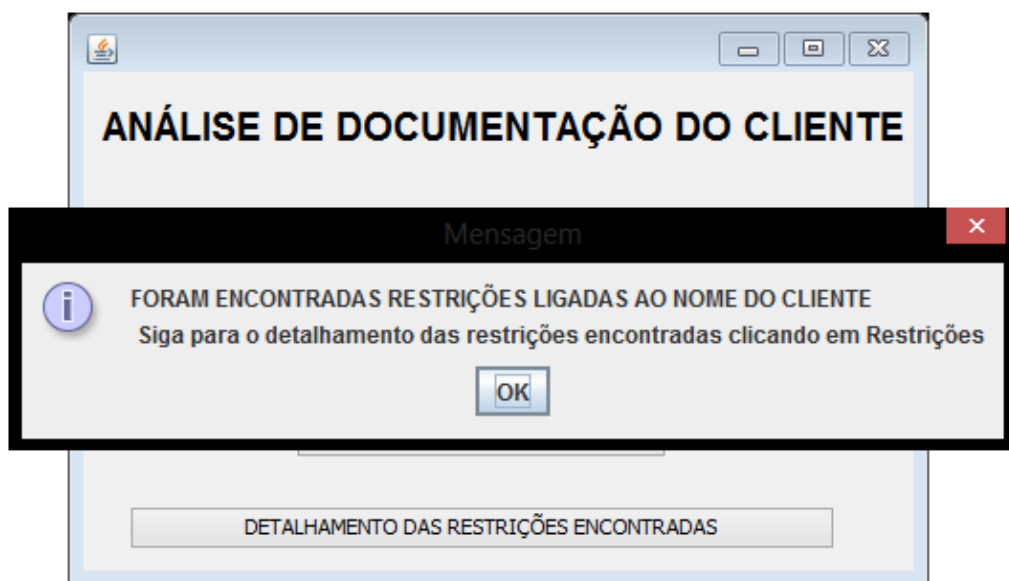 ANÁLISE DE DOCUMENTAÇÃO DO CLIENTE
Mensagem
FORAM ENCONTRADAS RESTRIÇÕES LIGADAS AO NOME DO CLIENTE
Siga para o detalhamento das restrições encontradas clicando em Restrições
OK
DETALHAMENTO DAS RESTRIÇÕES ENCONTRADAS